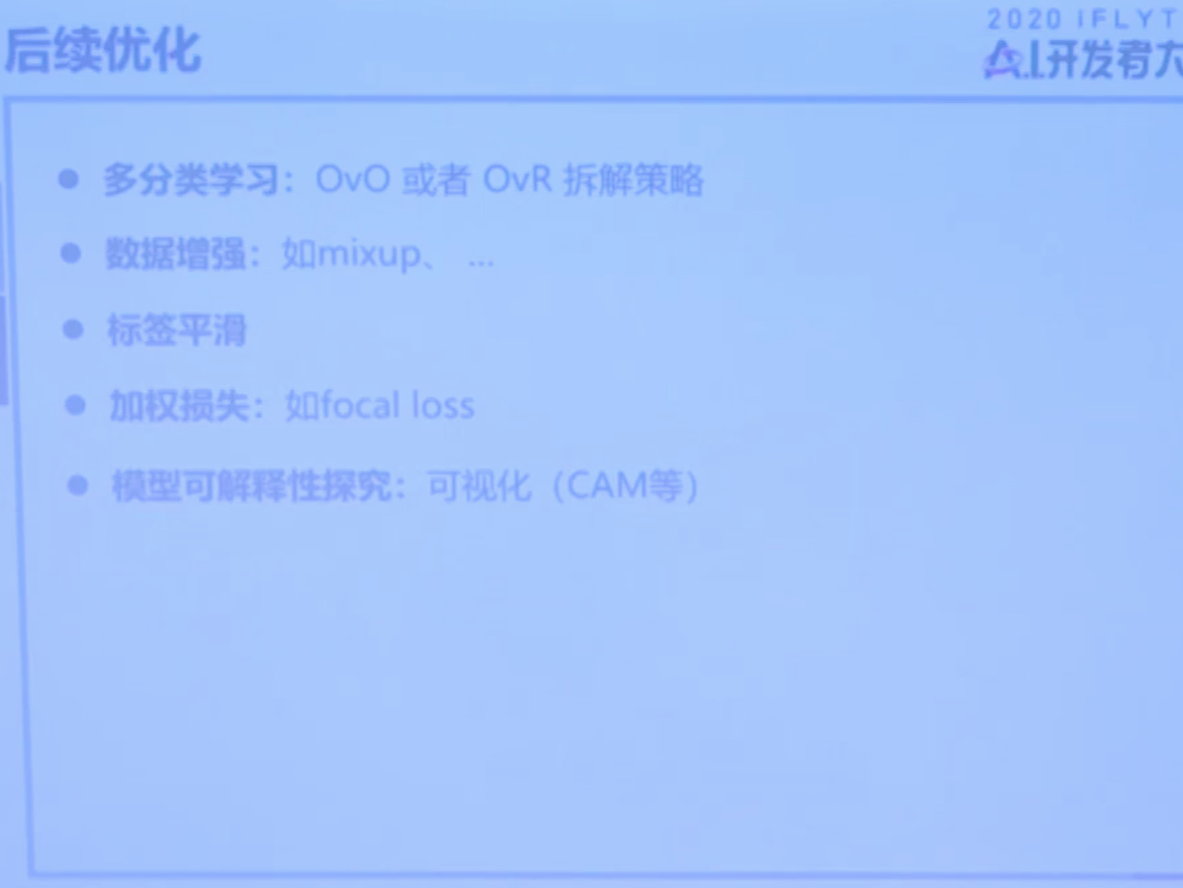 后续优化
2020 IFLYT
A.I.开发者大
多分类学习：OvO 或者 OvR 拆解策略
数据增强：如mixup、 ...
标签平滑
加权损失：如focal loss
模型可解释性探究：可视化（CAM等）